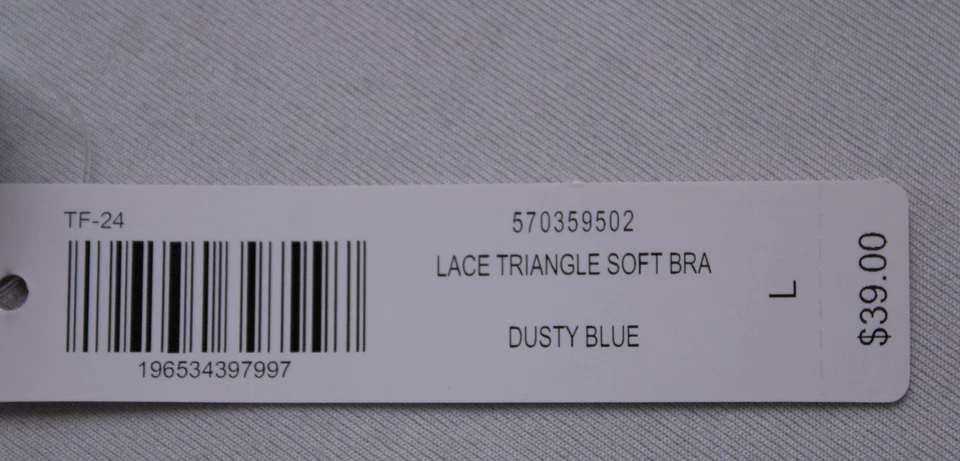 TF-24
196534397997
570359502
LACE TRIANGLE SOFT BRA
DUSTY BLUE
L
$39.00